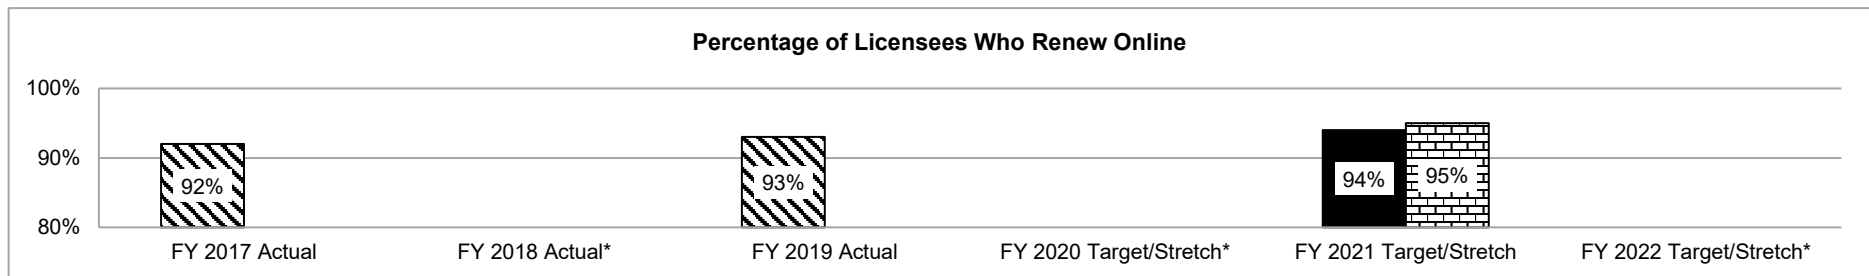 Percentage of Licensees Who Renew Online
100%
90%
80%
92%
93%
94%
95%
FY 2017 Actual
FY 2018 Actual*
FY 2019 Actual
FY 2020 Target/Stretch*
FY 2021 Target/Stretch
FY 2022 Target/Stretch*